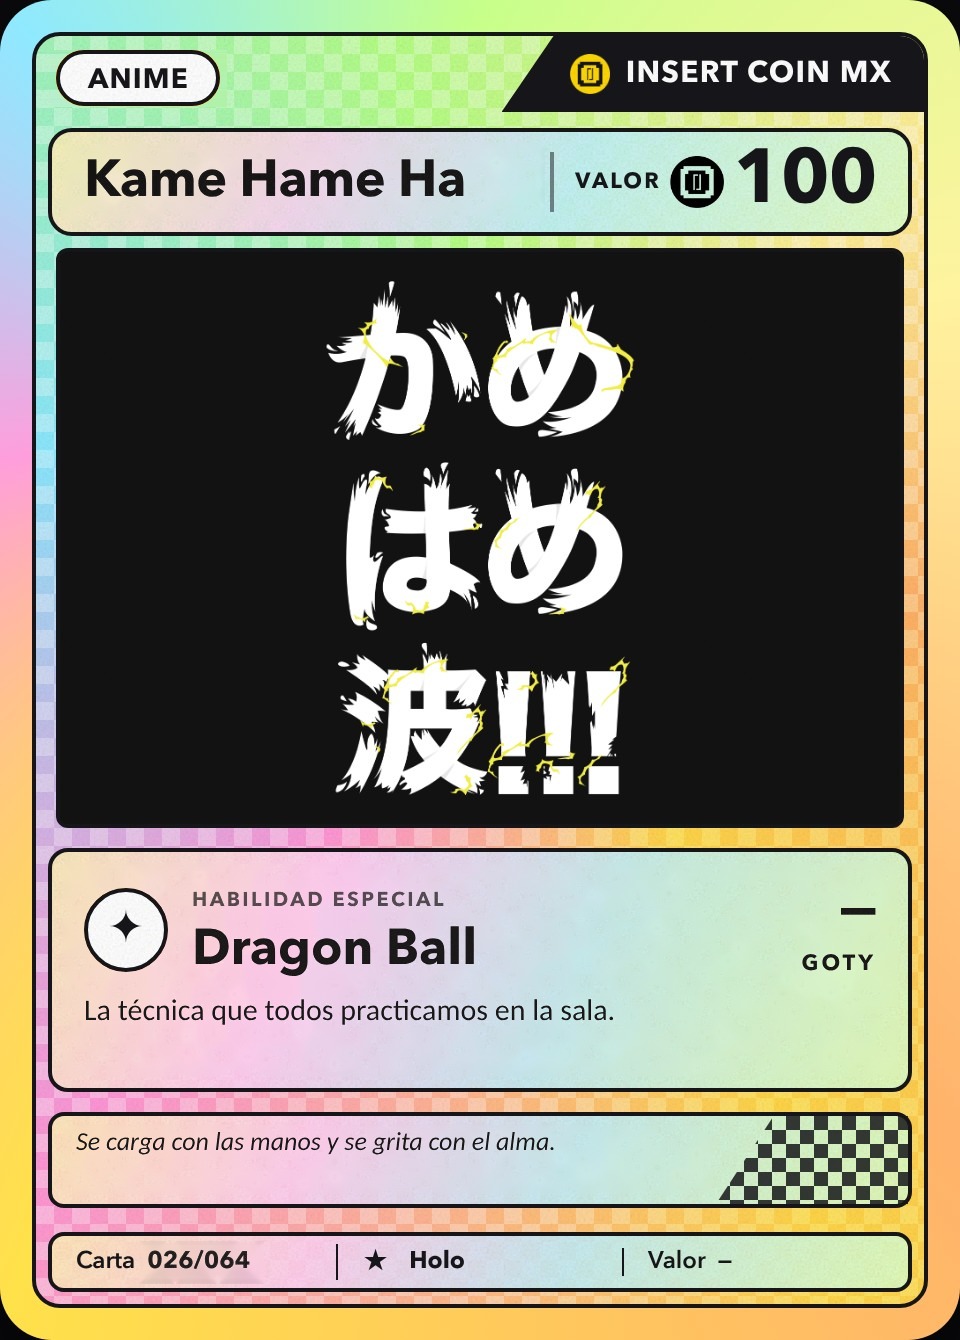 ANIME
INSERT COIN MX
Kame Hame Ha
VALOR 100
かめ
はめ
波!!!
HABILIDAD ESPECIAL
Dragon Ball
–
GOTY
La técnica que todos practicamos en la sala.
Se carga con las manos y se grita con el alma.
Carta 026/064
★ Holo
Valor –